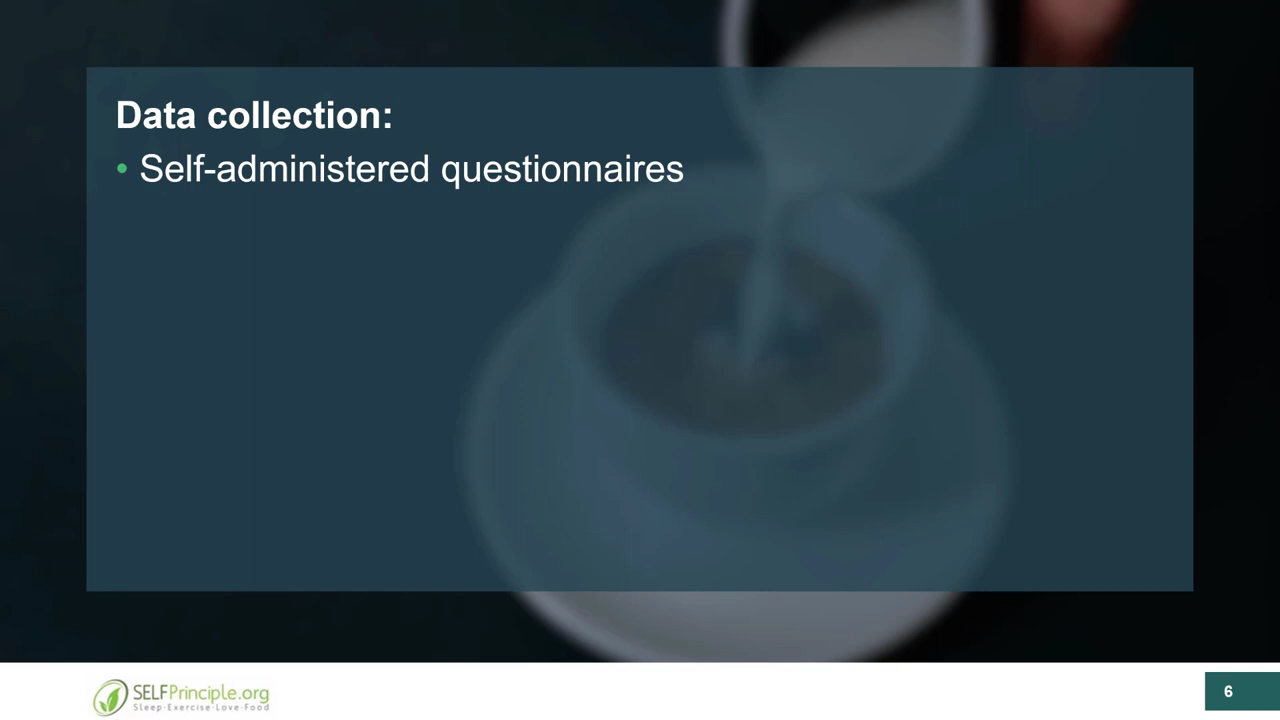 Data collection:
• Self-administered questionnaires
SELFPrinciple.org
Sleep-Exercise-Love-Food
6